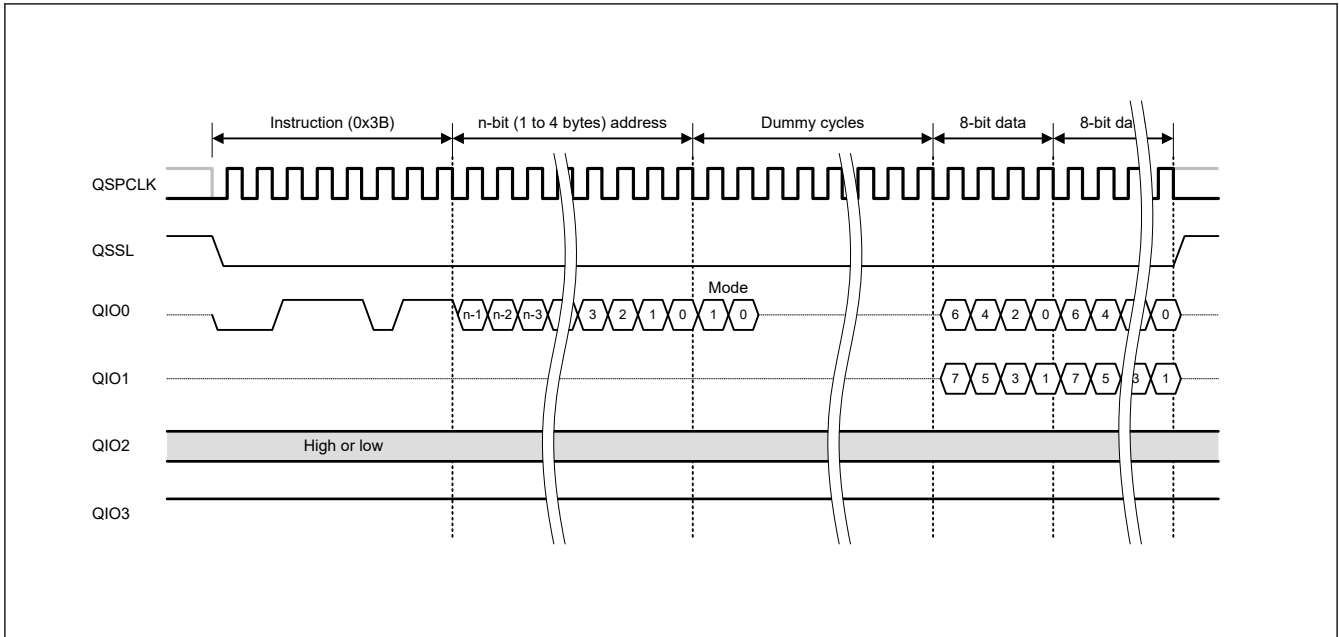 Instruction (0x3B) n-bit (1 to 4 bytes) address Dummy cycles 8-bit data 8-bit da
QSPCLK
QSSL
Mode
QIO0 n-1 n-2 n-3 3 2 1 0 1 0 6 4 2 0 6 4 0
QIO1 7 5 3 1 7 5 3 1
QIO2 High or low
QIO3